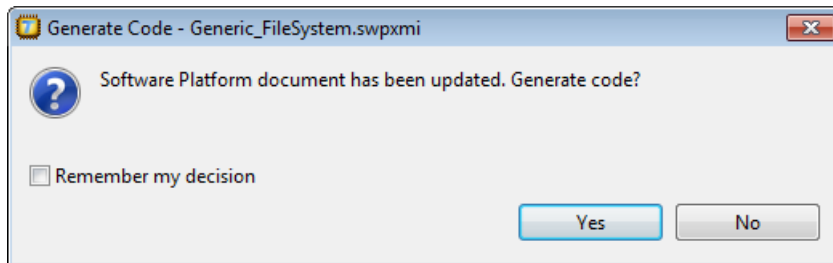 Generate Code - Generic_FileSystem.swpxmi
Software Platform document has been updated. Generate code?
Remember my decision
Yes No